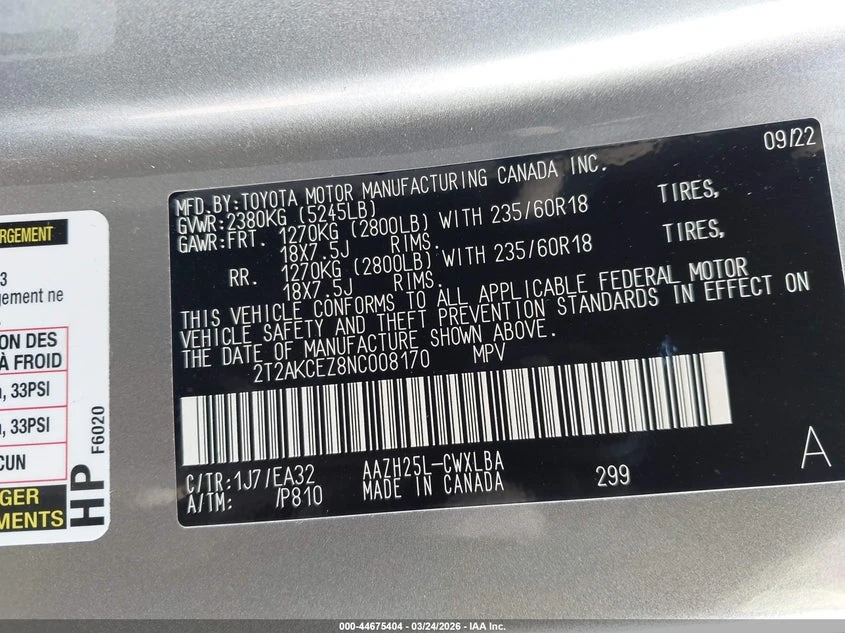 RGEMENT
3
gement ne
ON DES
À FROID
, 33PSI
, 33PSI
CUN
GER
MENTS
HP
F6020
09/22
MFD.BY:TOYOTA MOTOR MANUFACTURING CANADA INC.
GVWR:2380KG (5245LB)
GAWR:FRT. 1270KG (2800LB) WITH 235/60R18 TIRES,
18X7.5J RIMS.
RR. 1270KG (2800LB) WITH 235/60R18 TIRES,
18X7.5J RIMS.
THIS VEHICLE CONFORMS TO ALL APPLICABLE FEDERAL MOTOR
VEHICLE SAFETY AND THEFT PREVENTION STANDARDS IN EFFECT ON
THE DATE OF MANUFACTURE SHOWN ABOVE.
2T2AKCEZ8NC008170 MPV
C/TR:1J7/EA32 AAZH25L-CWXLBA
A/TM: /P810 MADE IN CANADA 299
A
000-44675404 - 03/24/2026 - IAA Inc.